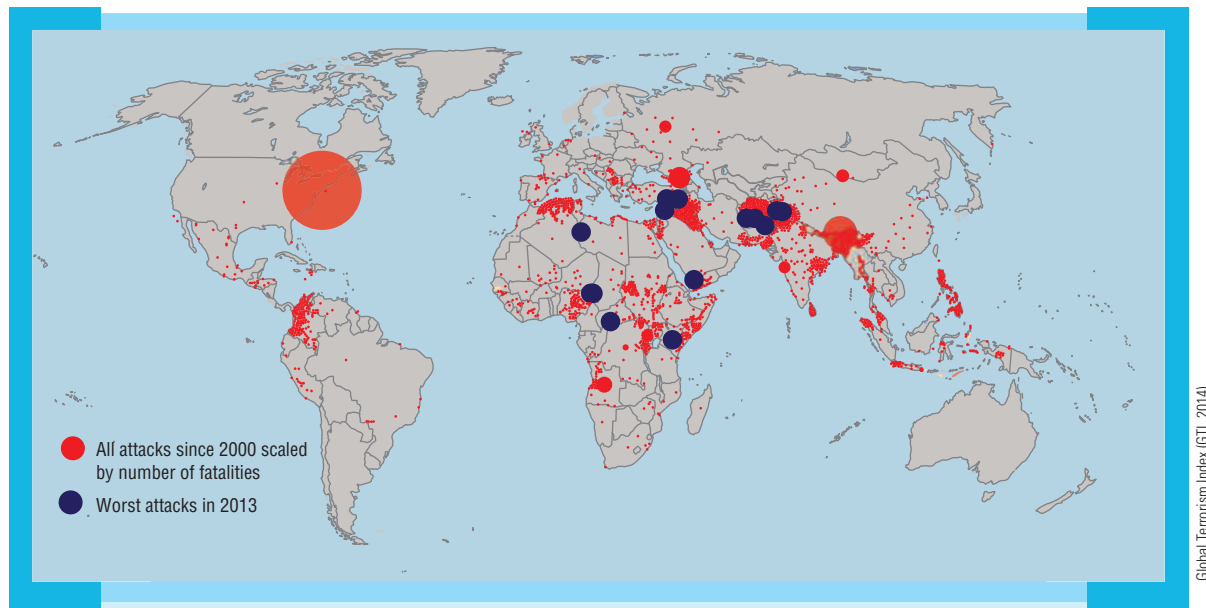 All attacks since 2000 scaled
by number of fatalities
Worst attacks in 2013
Global Terrorism Index (GTI, 2014)